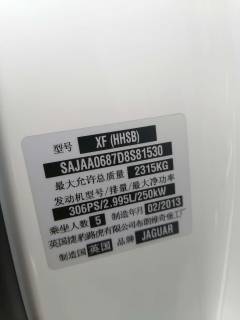 型号 XF (HHSB)
SAJAA0687D8S81530
最大允许总质量 2315KG
发动机型号/排量/最大净功率
306PS/2.995L/250kW
乘坐人数 5 制造年月 02/2013
英国捷豹路虎有限公司布朗维奇堡工厂
制造国 英国 品牌 JAGUAR